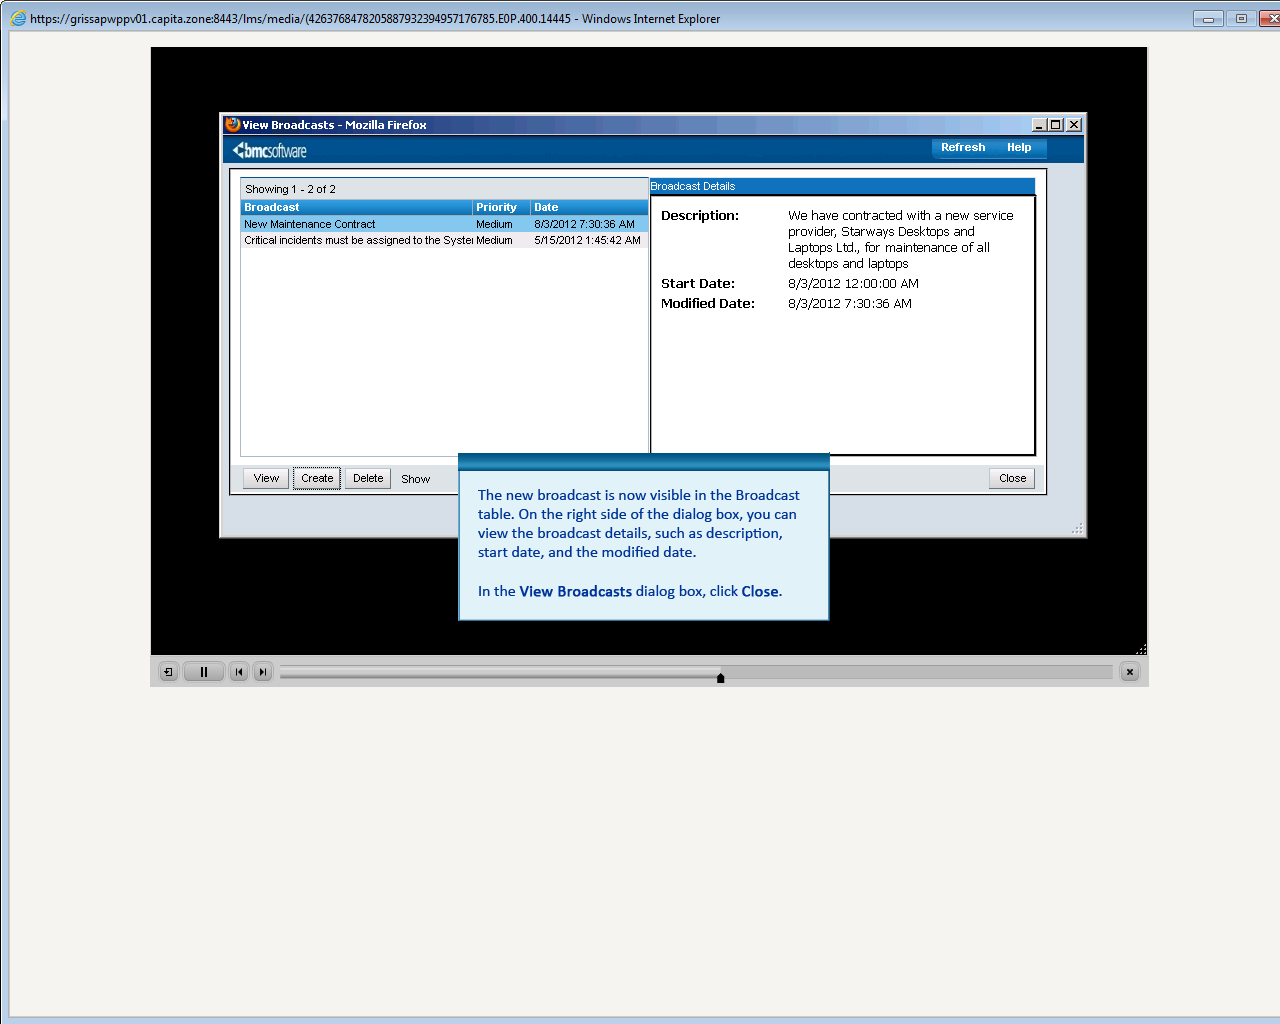 https://grissapwppv01.capita.zone:8443/lms/media/(4263768478205887932394957176785.E0P.400.14445 - Windows Internet Explorer
View Broadcasts - Mozilla Firefox
bmcsoftware
Refresh Help
Showing 1 - 2 of 2
Broadcast Priority Date
New Maintenance Contract Medium 8/3/2012 7:30:36 AM
Critical incidents must be assigned to the Syster Medium 5/15/2012 1:45:42 AM
Broadcast Details
Description: We have contracted with a new service
provider, Starways Desktops and
Laptops Ltd., for maintenance of all
desktops and laptops
Start Date: 8/3/2012 12:00:00 AM
Modified Date: 8/3/2012 7:30:36 AM
View Create Delete Show
Close
The new broadcast is now visible in the Broadcast
table. On the right side of the dialog box, you can
view the broadcast details, such as description,
start date, and the modified date.
In the View Broadcasts dialog box, click Close.